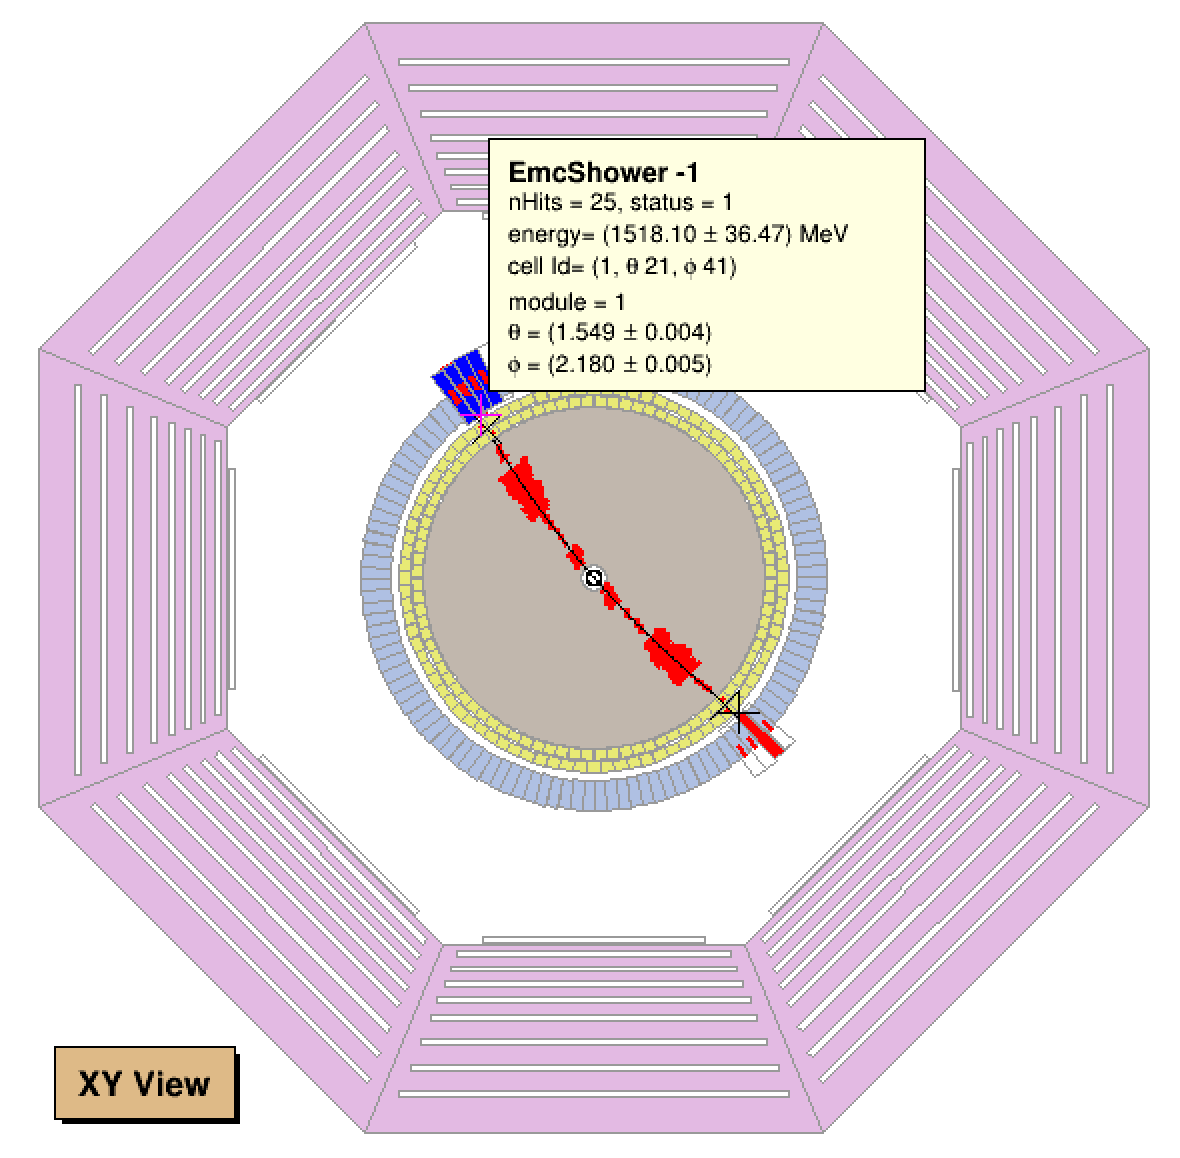 EmcShower -1
nHits = 25, status = 1
energy= (1518.10 ± 36.47) MeV
cell Id= (1, θ 21, ϕ 41)
module = 1
θ = (1.549 ± 0.004)
ϕ = (2.180 ± 0.005)
XY View